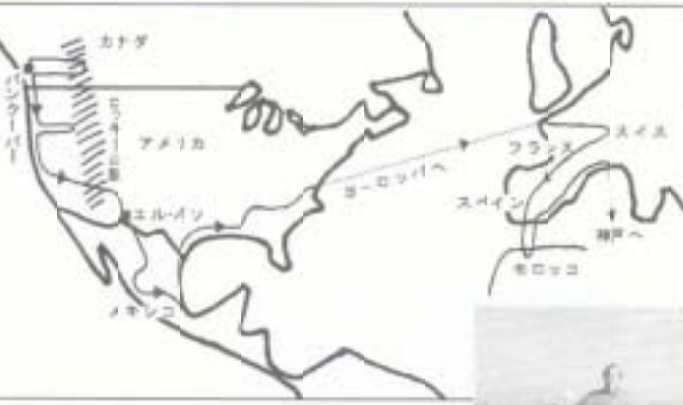 カナダ
バンクーバー
ロッキー山脈
アメリカ
エル・パソ
メキシコ
ヨーロッパへ
フランス
スイス
スペイン
神戸へ
モロッコ